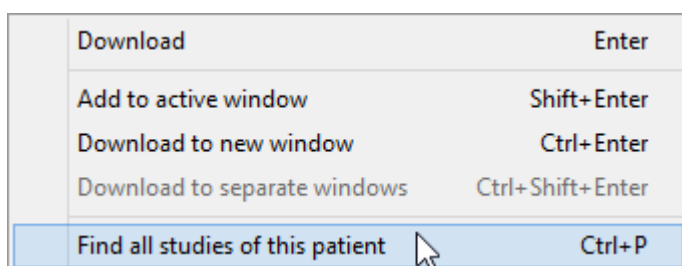 Download Enter
Add to active window Shift+Enter
Download to new window Ctrl+Enter
Download to separate windows Ctrl+Shift+Enter
Find all studies of this patient Ctrl+P